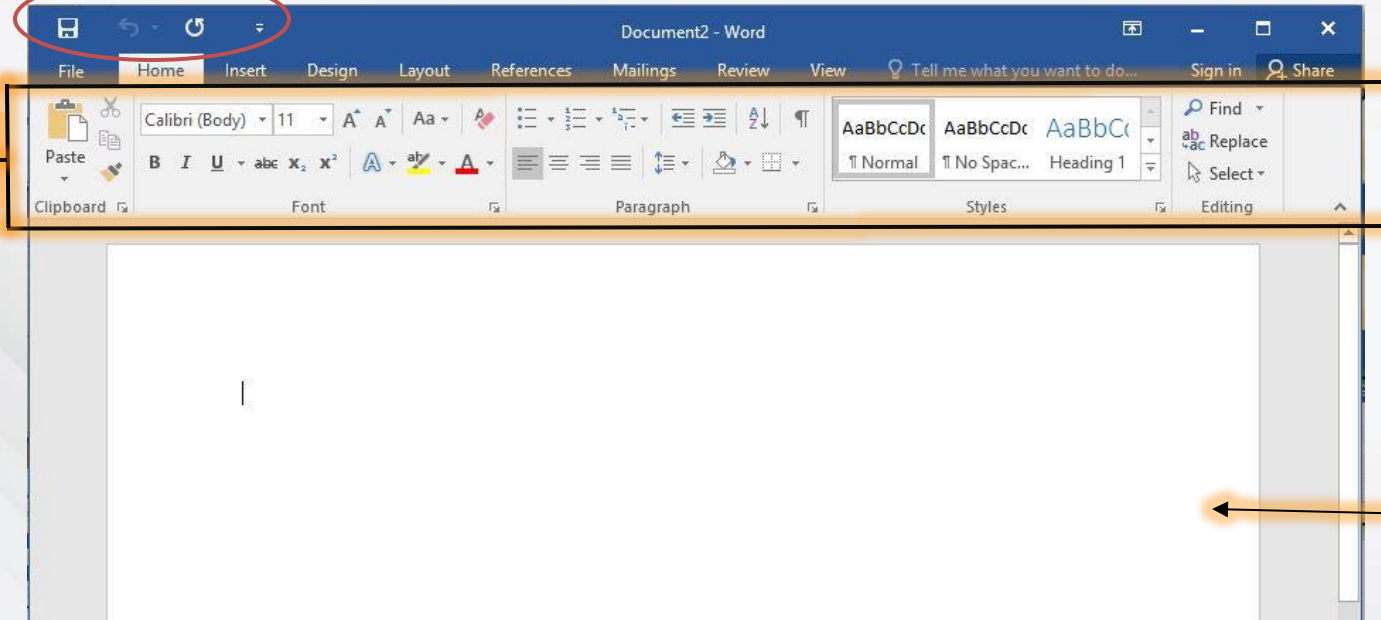 Document2 - Word
File Home Insert Design Layout References Mailings Review View Tell me what you want to do... Sign in Share
Paste
Calibri (Body) 11 A A Aa
B I U abc X₂ X² A aby A
AaBbCcDc AaBbCcDc AaBbC
¶ Normal ¶ No Spac... Heading 1
Find
Replace
Select
Clipboard Font Paragraph Styles Editing